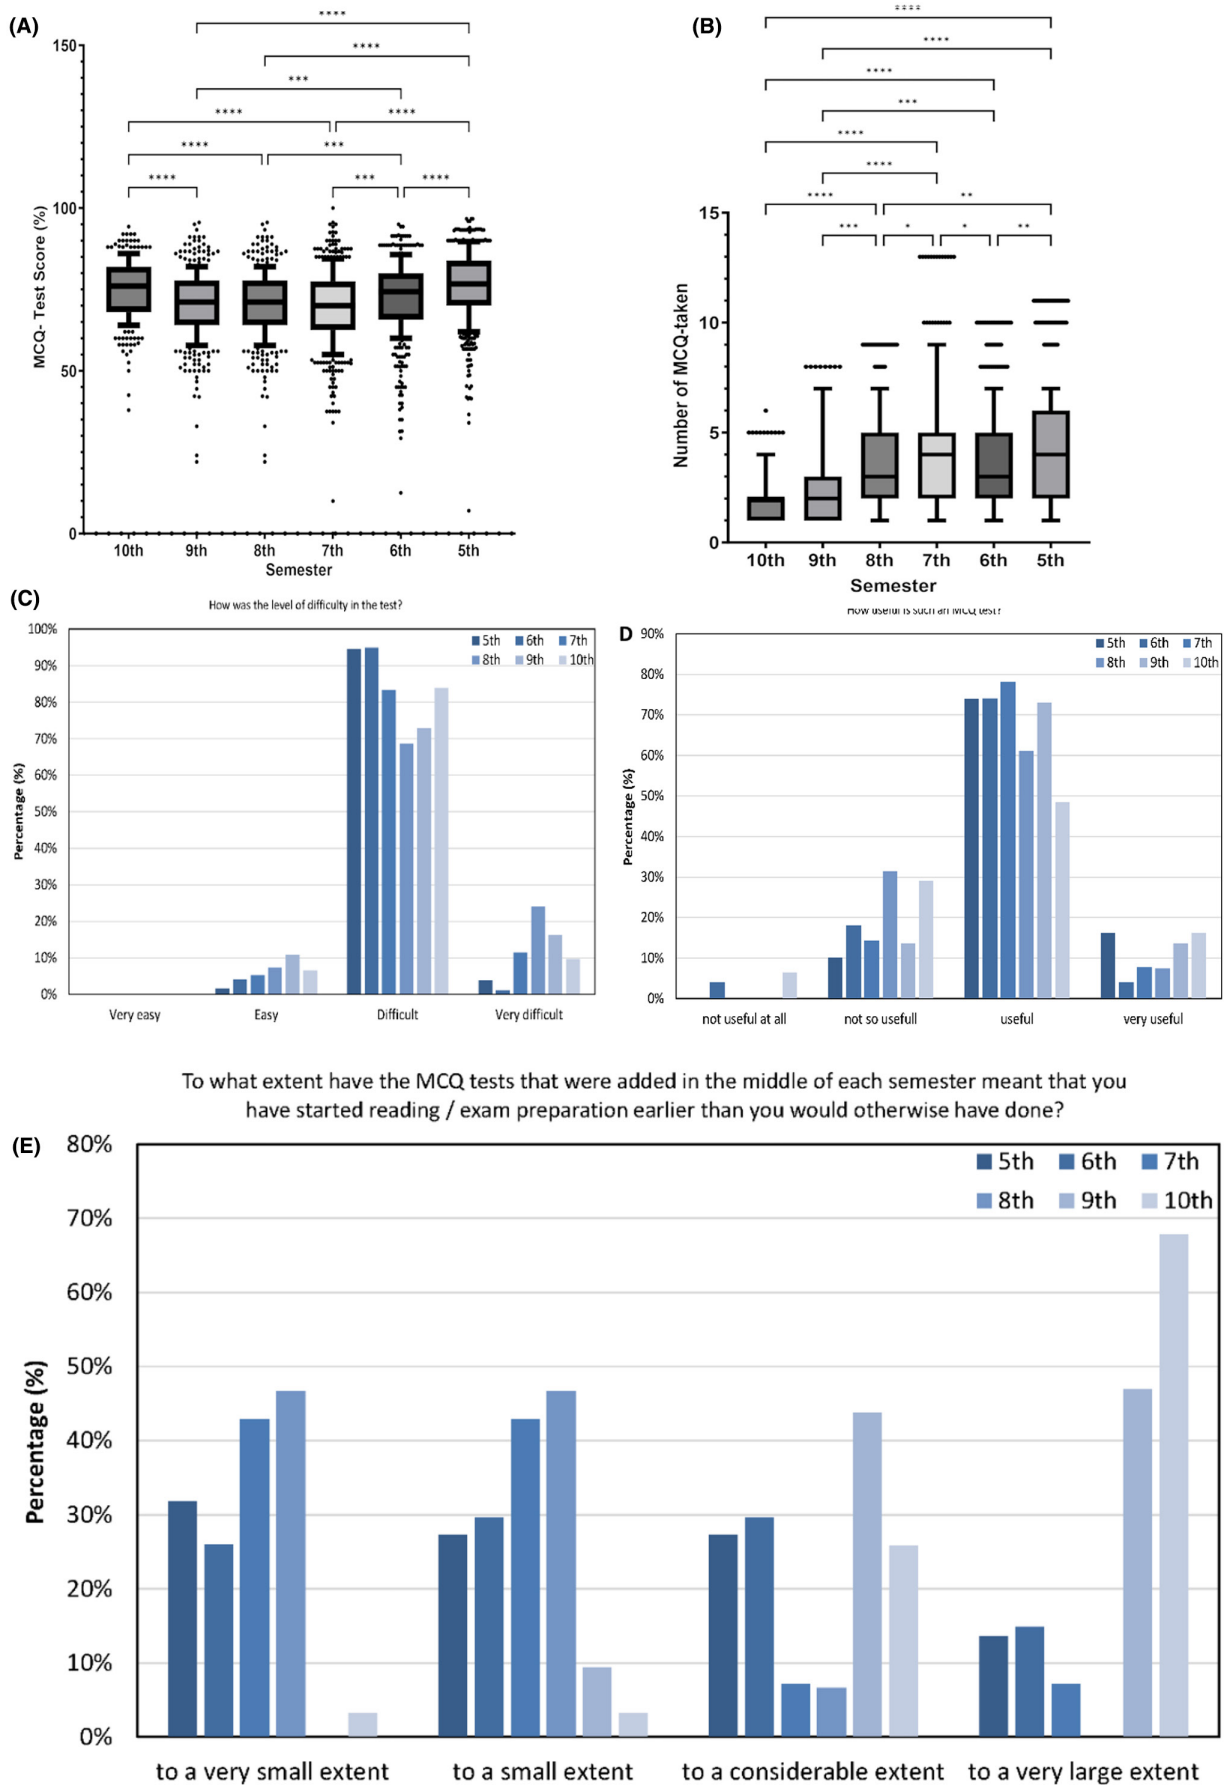 (A)
****
****
***
**** ****
**** ***
**** *** ****
150
100
50
0
MCQ- Test Score (%)
10th 9th 8th 7th 6th 5th
Semester
(B)
****
****
****
***
****
****
**** **
*** * * **
15
10
5
0
Number of MCQ-taken
10th 9th 8th 7th 6th 5th
Semester
(C)
How was the level of difficulty in the test?
100%
90%
80%
70%
60%
50%
40%
30%
20%
10%
0%
Percentage (%)
5th 6th 7th
8th 9th 10th
Very easy Easy Difficult Very difficult
D
How useful is such an MCQ test?
90%
80%
70%
60%
50%
40%
30%
20%
10%
0%
Percentage (%)
5th 6th 7th
8th 9th 10th
not useful at all not so usefull useful very useful
To what extent have the MCQ tests that were added in the middle of each semester meant that you
have started reading / exam preparation earlier than you would otherwise have done?
(E)
80%
70%
60%
50%
40%
30%
20%
10%
0%
Percentage (%)
5th 6th 7th
8th 9th 10th
to a very small extent to a small extent to a considerable extent to a very large extent